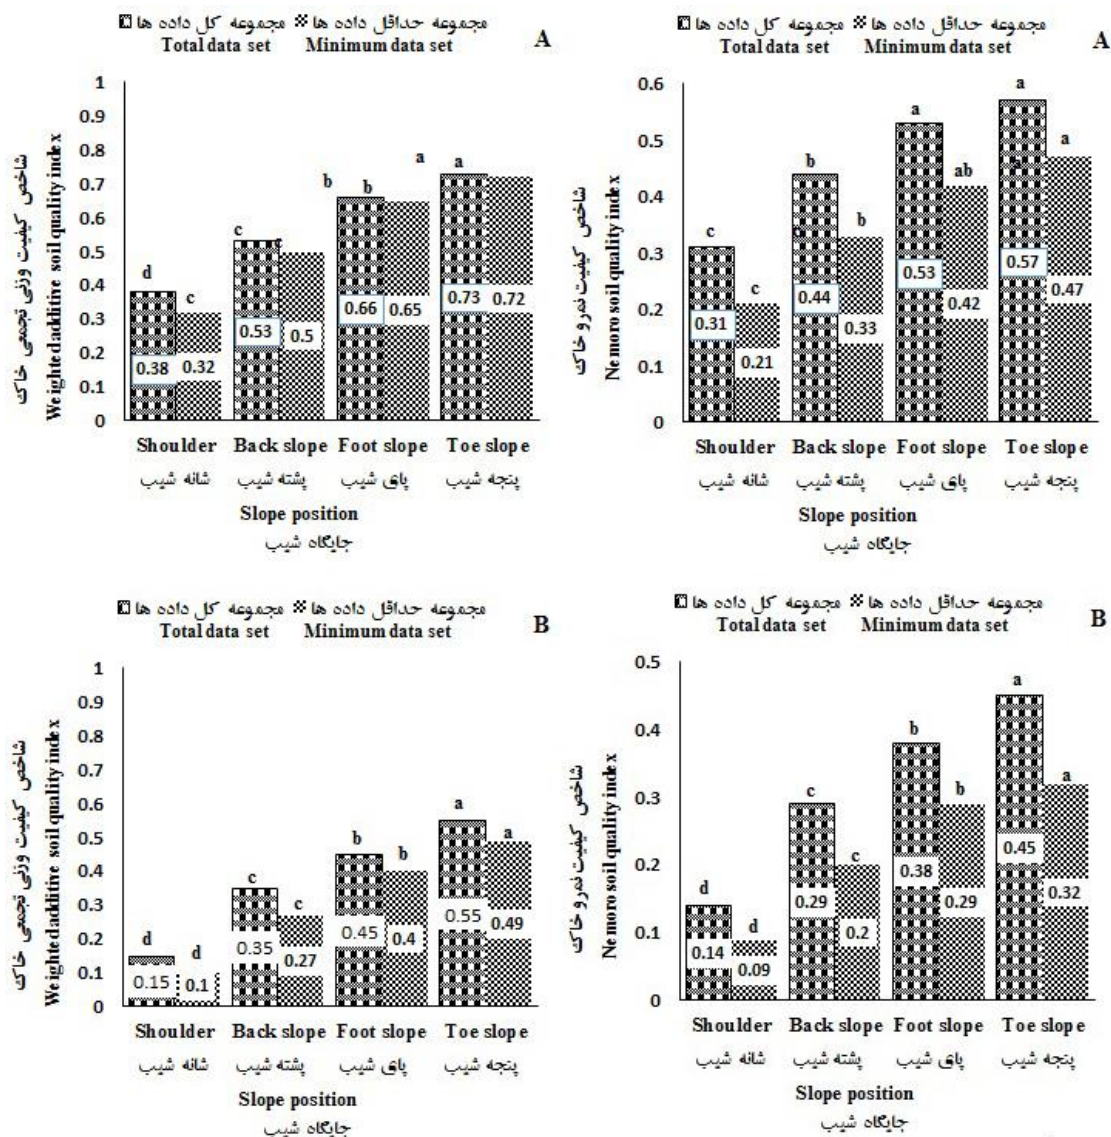 مجموعه کل داده ها مجموعه حداقل داده ها
Total data set Minimum data set
A
شاخص کیفیت وزنی تجمعی خاک
Weighted additive soil quality index
1
0.9
0.8
0.7
0.6
0.5
0.4
0.3
0.2
0.1
0
d
c
c
c
b
b
a
a
0.38
0.32
0.53
0.5
0.66
0.65
0.73
0.72
Shoulder Back slope Foot slope Toe slope
شانه شیب پشته شیب پای شیب پنجه شیب
Slope position
جایگاه شیب
مجموعه کل داده ها مجموعه حداقل داده ها
Total data set Minimum data set
A
شاخص کیفیت نمرو خاک
Nemoro soil quality index
0.6
0.5
0.4
0.3
0.2
0.1
0
c
c
b
c
b
a
ab
a
a
a
0.31
0.21
0.44
0.33
0.53
0.42
0.57
0.47
Shoulder Back slope Foot slope Toe slope
شانه شیب پشته شیب پای شیب پنجه شیب
Slope position
جایگاه شیب
مجموعه کل داده ها مجموعه حداقل داده ها
Total data set Minimum data set
B
شاخص کیفیت وزنی تجمعی خاک
Weighted additive soil quality index
1
0.9
0.8
0.7
0.6
0.5
0.4
0.3
0.2
0.1
0
d
d
c
c
b
b
a
a
0.15
0.1
0.35
0.27
0.45
0.4
0.55
0.49
Shoulder Back slope Foot slope Toe slope
شانه شیب پشته شیب پای شیب پنجه شیب
Slope position
جایگاه شیب
مجموعه کل داده ها مجموعه حداقل داده ها
Total data set Minimum data set
B
شاخص کیفیت نمرو خاک
Nemoro soil quality index
0.5
0.4
0.3
0.2
0.1
0
d
d
c
c
b
b
a
a
0.14
0.09
0.29
0.2
0.38
0.29
0.45
0.32
Shoulder Back slope Foot slope Toe slope
شانه شیب پشته شیب پای شیب پنجه شیب
Slope position
جایگاه شیب